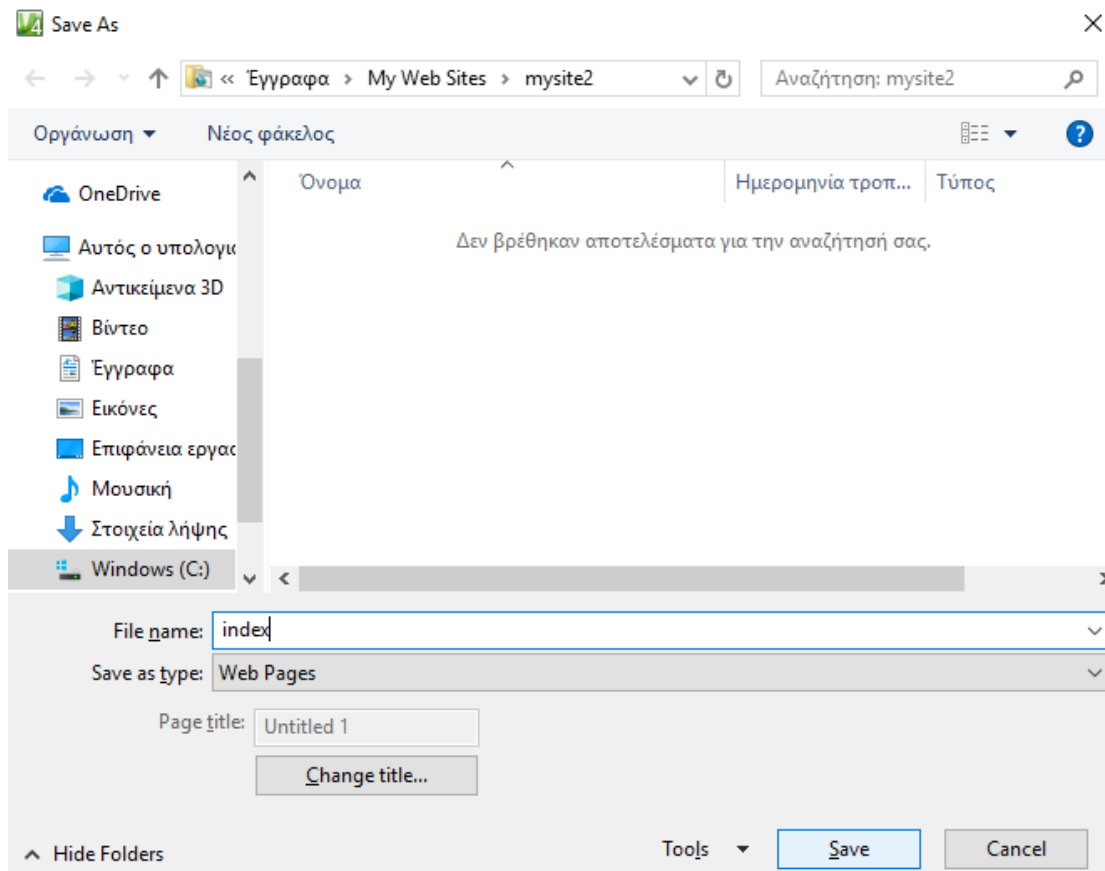 V4 Save As
« Έγγραφα > My Web Sites > mysite2 Αναζήτηση: mysite2
Οργάνωση Νέος φάκελος ?
OneDrive
Αυτός ο υπολογισ
Αντικείμενα 3D
Βίντεο
Έγγραφα
Εικόνες
Επιφάνεια εργασ
Μουσική
Στοιχεία λήψης
Windows (C:)
Όνομα Ημερομηνία τροπ... Τύπος
Δεν βρέθηκαν αποτελέσματα για την αναζήτησή σας.
File name: index
Save as type: Web Pages
Page title: Untitled 1
Change title...
Hide Folders Tools Save Cancel